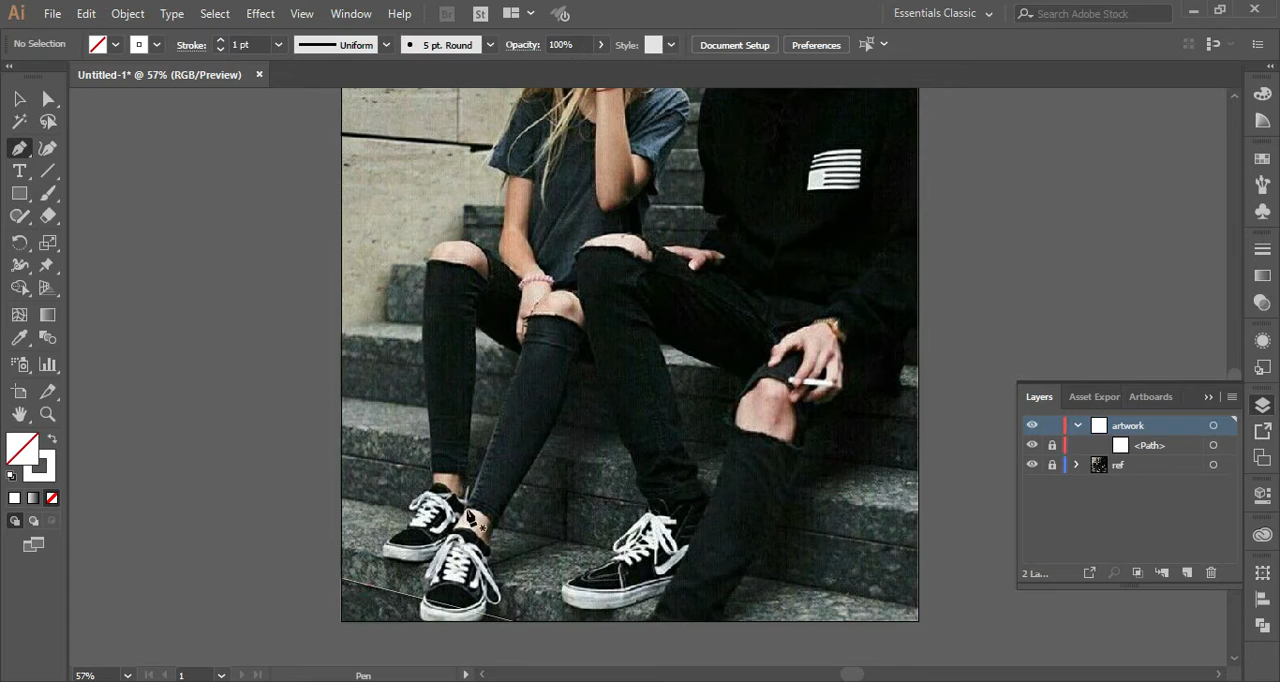 Ai File Edit Object Type Select Effect View Window Help Br St Essentials Classic Search Adobe Stock
No Selection Stroke: 1 pt Uniform 5 pt. Round Opacity: 100% Style: Document Setup Preferences
Untitled-1* @ 57% (RGB/Preview)
Layers Asset Expor Artboards
artwork
<Path>
ref
2 La...
57% 1 Pen